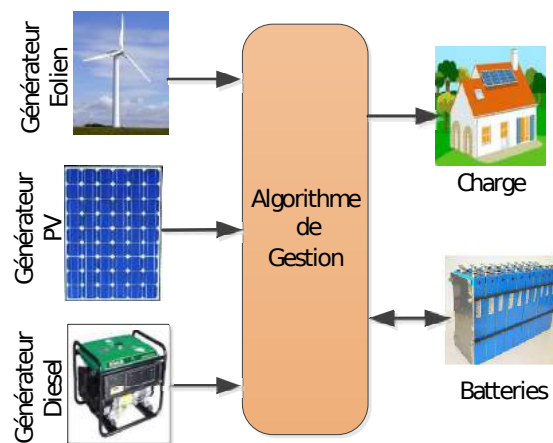 Générateur
Eolien
Générateur
PV
Générateur
Diesel
Algorithme
de
Gestion
Charge
Batteries